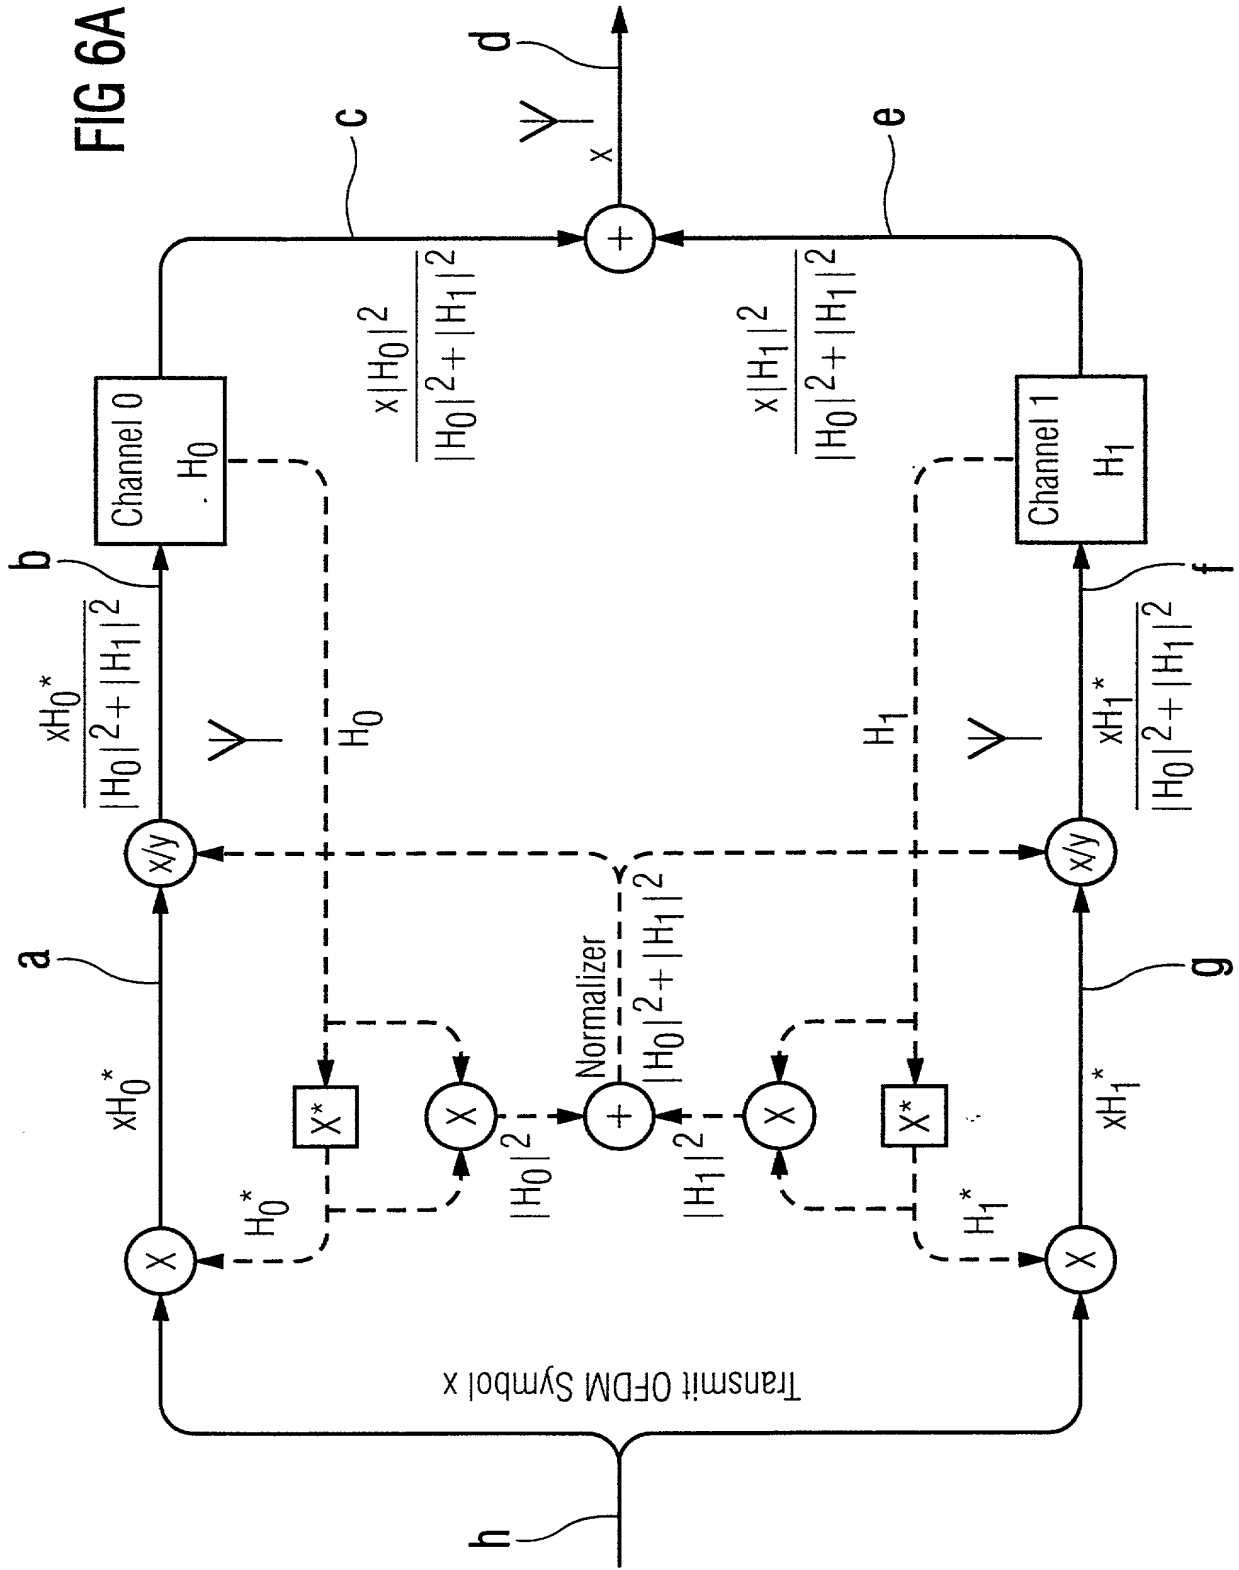 FIG 6A
h
Transmit OFDM Symbol x
X
xH₀*
a
x/y
xH₀*
|H₀|²+|H₁|²
b
Channel 0
H₀
x|H₀|²
|H₀|²+|H₁|²
c
H₀*
X*
H₀
X
|H₀|²
+
Normalizer
|H₀|²+|H₁|²
+
x
d
|H₁|²
X
H₁*
X*
H₁
X
xH₁*
g
x/y
xH₁*
|H₀|²+|H₁|²
f
Channel 1
H₁
x|H₁|²
|H₀|²+|H₁|²
e